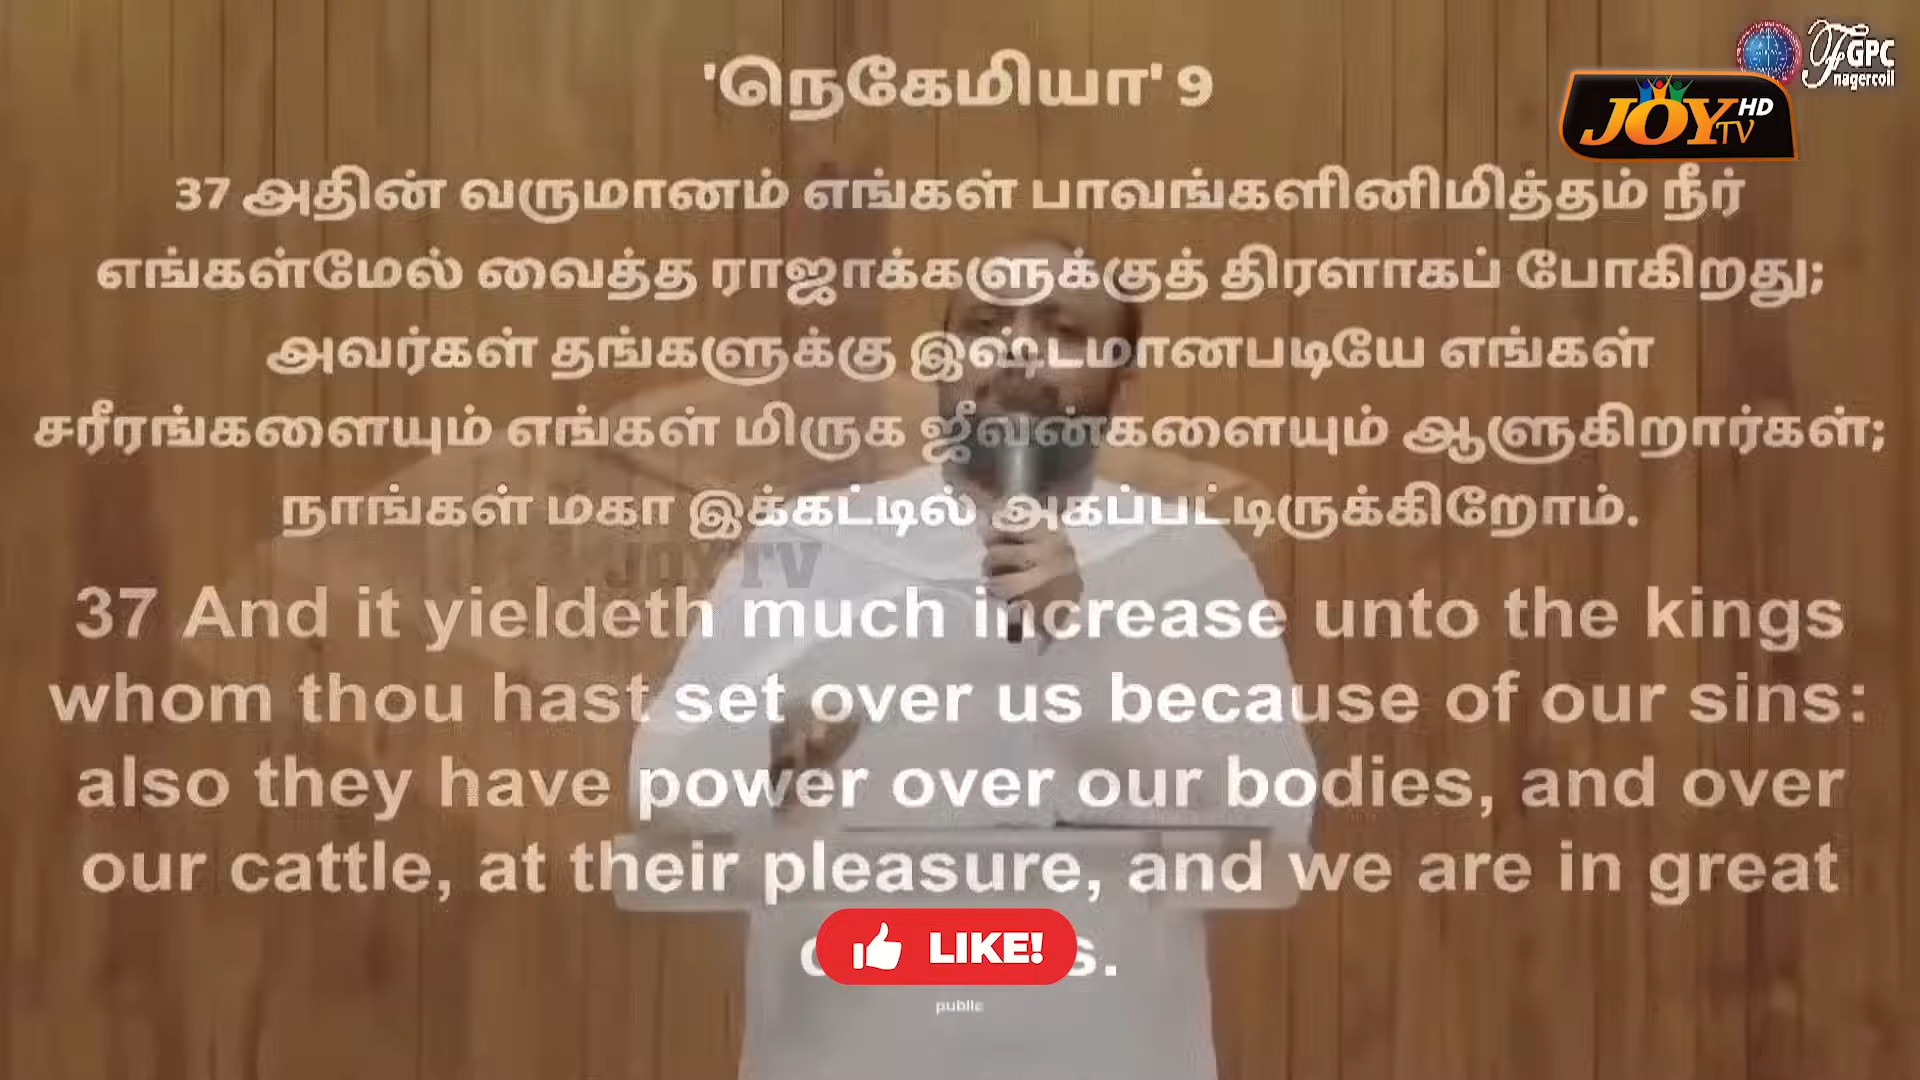 'நெகேமியா' 9
37 அதின் வருமானம் எங்கள் பாவங்களினிமித்தம் நீர்
எங்கள்மேல் வைத்த ராஜாக்களுக்குத் திரளாகப் போகிறது;
அவர்கள் தங்களுக்கு இஷ்டமானபடியே எங்கள்
சரீரங்களையும் எங்கள் மிருக ஜீவன்களையும் ஆளுகிறார்கள்;
நாங்கள் மகா இக்கட்டில் அகப்பட்டிருக்கிறோம்.
37 And it yieldeth much increase unto the kings
whom thou hast set over us because of our sins:
also they have power over our bodies, and over
our cattle, at their pleasure, and we are in great
LIKE!
public
JOY TV HD
FGPC
nagercoil
JOY TV